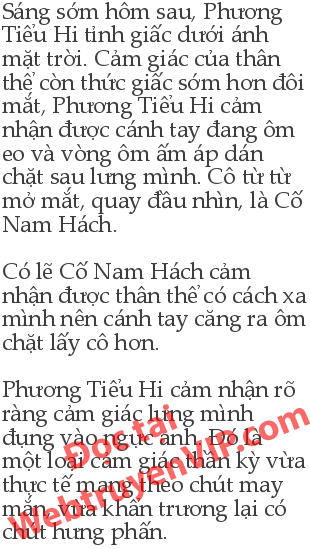 Sáng sớm hôm sau, Phương
Tiểu Hi tỉnh giấc dưới ánh
mặt trời. Cảm giác của thân
thể còn thức giấc sớm hơn đôi
mắt, Phương Tiểu Hi cảm
nhận được cánh tay đang ôm
eo và vòng ôm ấm áp dán
chặt sau lưng mình. Cô từ từ
mở mắt, quay đầu nhìn, là Cố
Nam Hách.
Có lẽ Cố Nam Hách cảm
nhận được thân thể có cách xa
mình nên cánh tay căng ra ôm
chặt lấy cô hơn.
Phương Tiểu Hi cảm nhận rõ
ràng cảm giác lưng mình
đụng vào ngực anh. Đó là
một loại cảm giác thần kỳ vừa
thực tế mang theo chút may
mắn, vừa khẩn trương lại có
chút hưng phấn.
Đọc tại
WebtruyenVIP.com